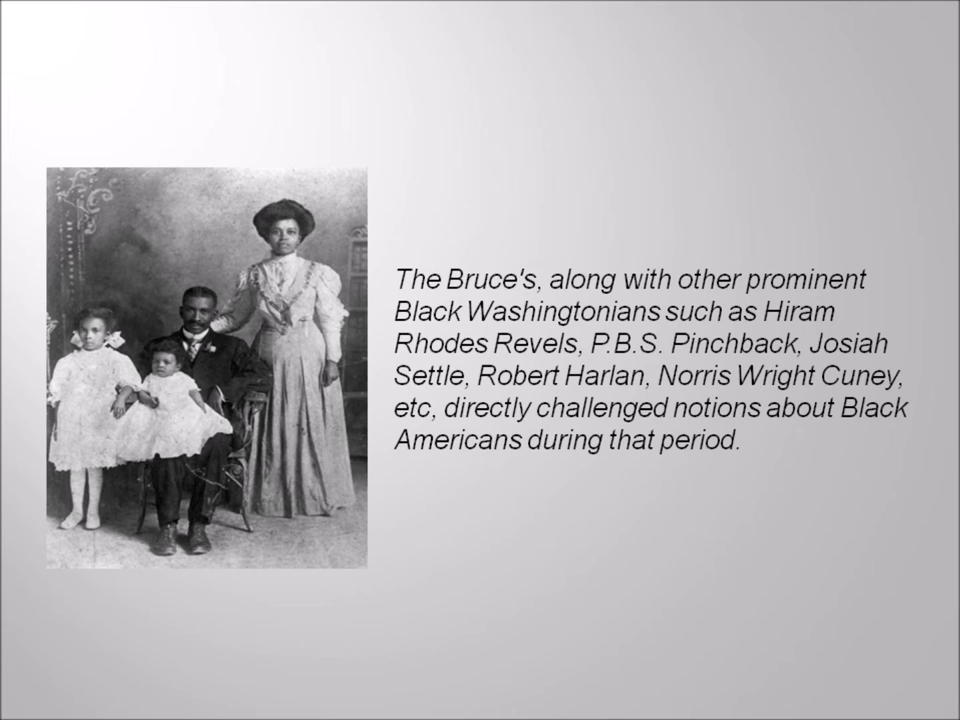 The Bruce's, along with other prominent
Black Washingtonians such as Hiram
Rhodes Revels, P.B.S. Pinchback, Josiah
Settle, Robert Harlan, Norris Wright Cuney,
etc, directly challenged notions about Black
Americans during that period.